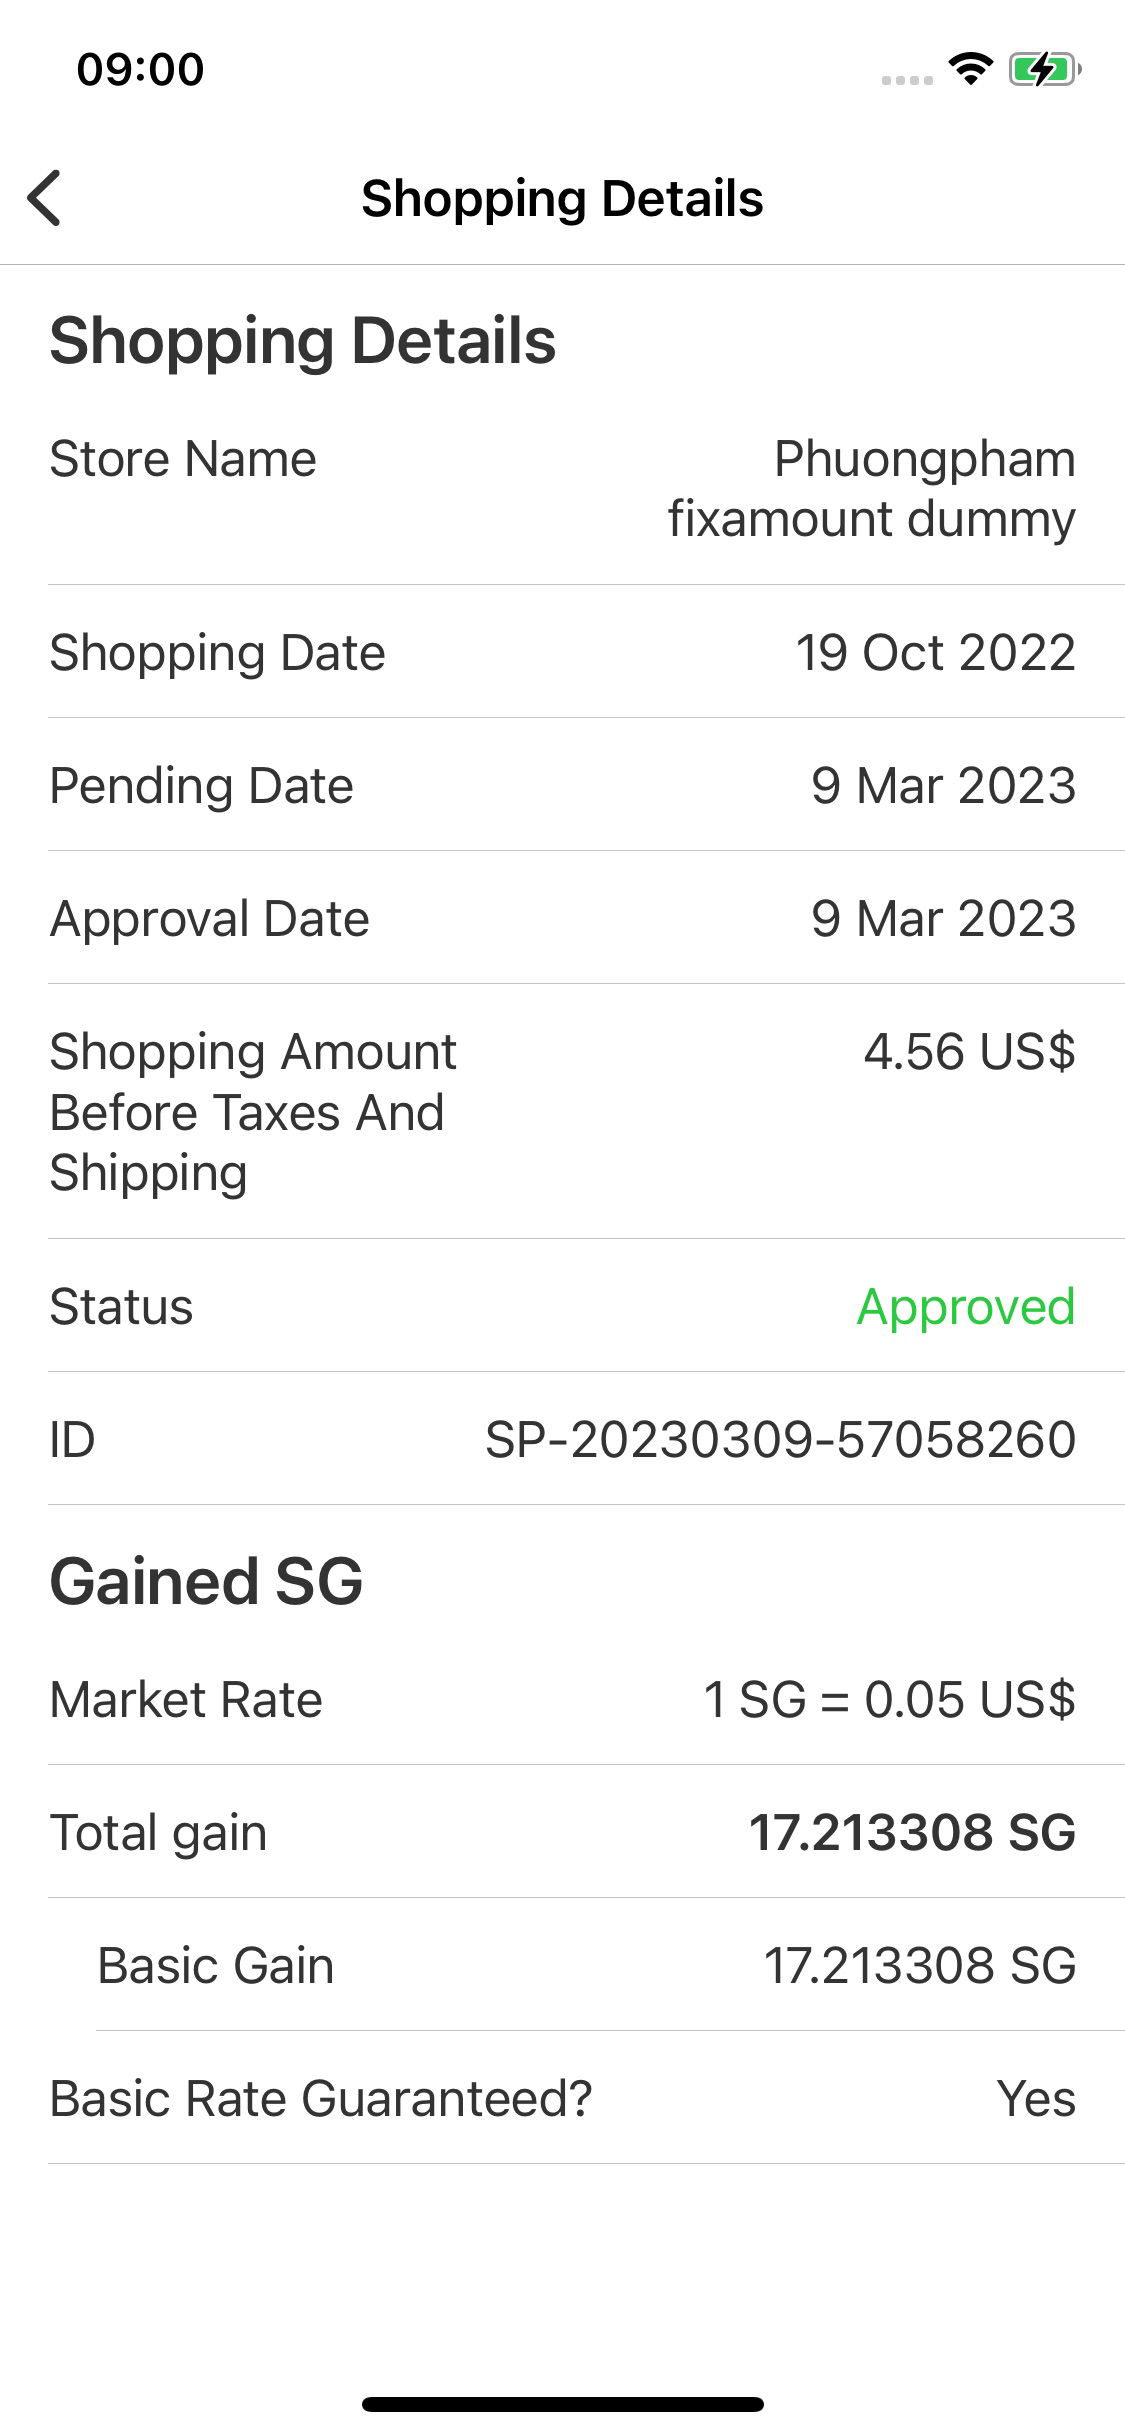 09:00
Shopping Details
Shopping Details
Store Name
Phuongpham
fixamount dummy
Shopping Date
19 Oct 2022
Pending Date
9 Mar 2023
Approval Date
9 Mar 2023
Shopping Amount
Before Taxes And
Shipping
4.56 US$
Status
Approved
ID
SP-20230309-57058260
Gained SG
Market Rate
1 SG = 0.05 US$
Total gain
17.213308 SG
Basic Gain
17.213308 SG
Basic Rate Guaranteed?
Yes